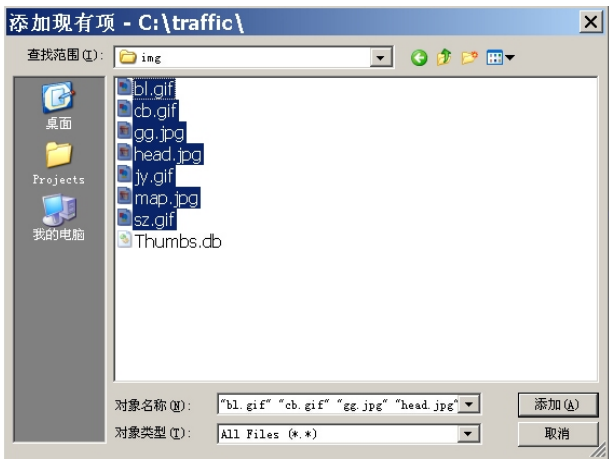 添加现有项 - C:\traffic\
查找范围(I):
img
桌面
Projects
我的电脑
bl.gif
cb.gif
gg.jpg
head.jpg
jy.gif
map.jpg
sz.gif
Thumbs.db
对象名称(N): "bl.gif" "cb.gif" "gg.jpg" "head.jpg" 添加(A)
对象类型(T): All Files (*.*) 取消